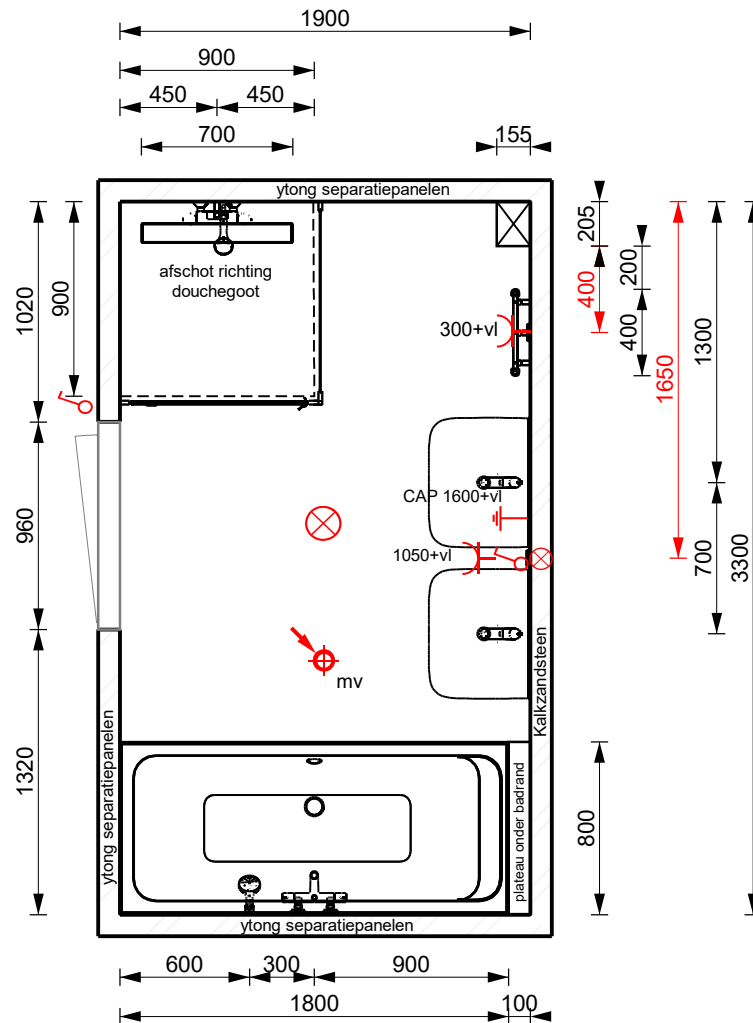 1900
900
450
450
700
155
ytong separatiepanelen
afschot richting
douchegoot
1020
900
960
1320
205
400
200
400
1650
1300
700
3300
800
300+vl
CAP 1600+vl
1050+vl
mv
Kalkzandsteen
ytong separatiepanelen
plateau onder badrand
ytong separatiepanelen
600
300
900
1800
100